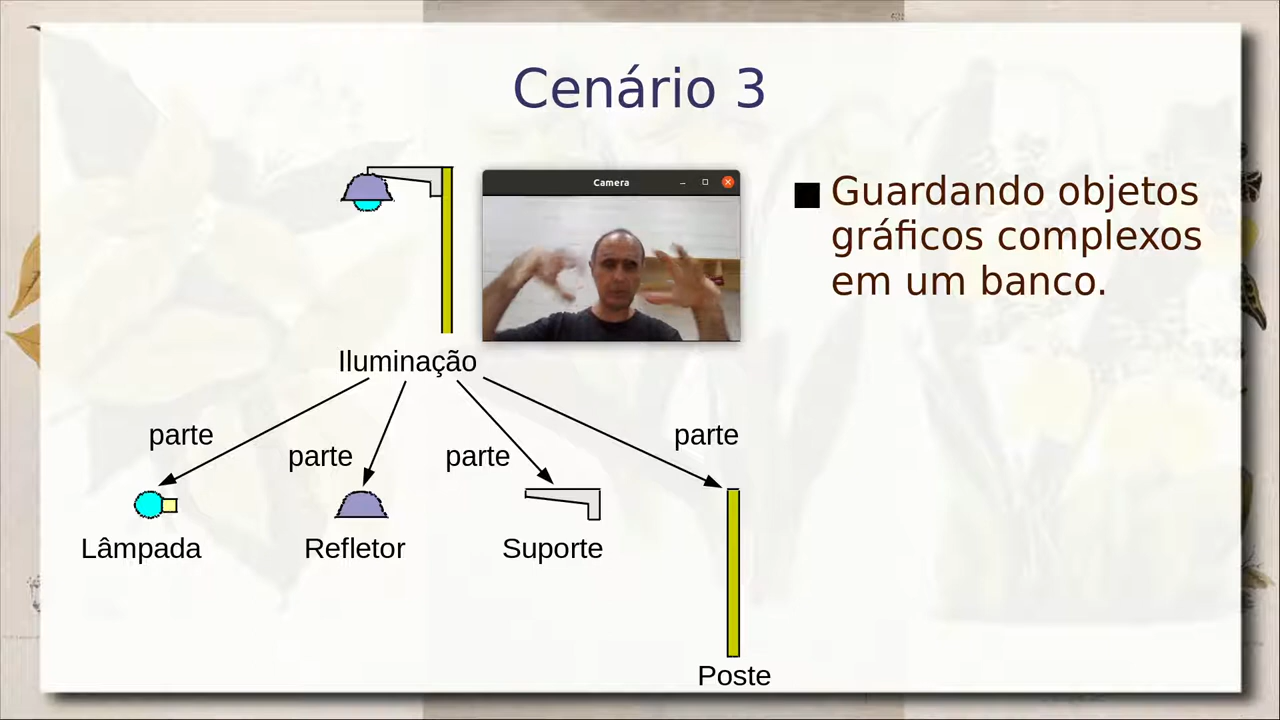 Cenário 3
Camera
Guardando objetos
gráficos complexos
em um banco.
Iluminação
parte
parte
parte
parte
Lâmpada
Refletor
Suporte
Poste